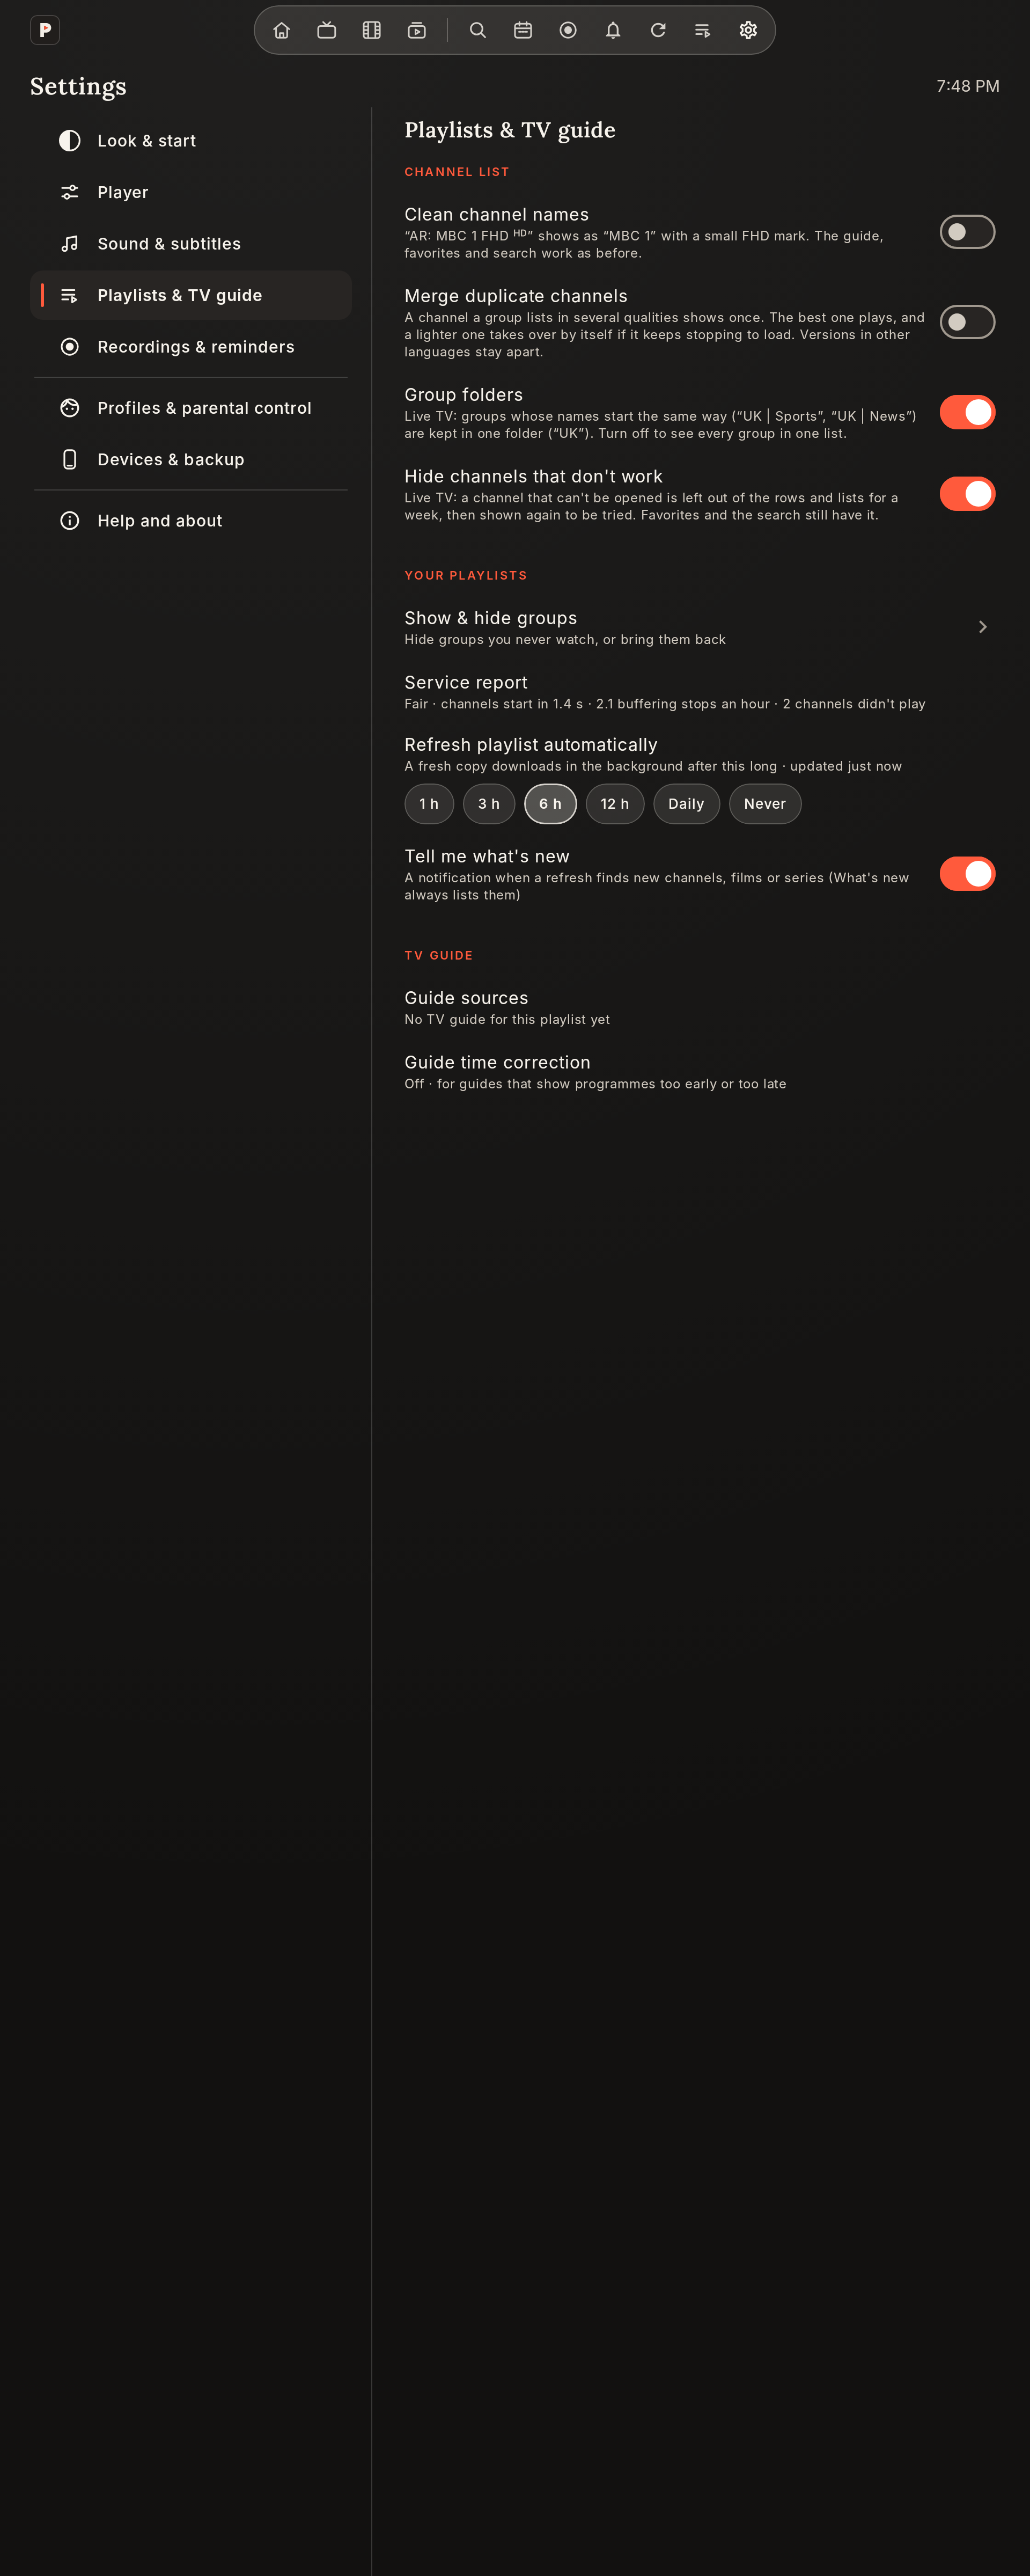 P
Settings
7:48 PM
Look & start
Player
Sound & subtitles
Playlists & TV guide
Recordings & reminders
Profiles & parental control
Devices & backup
Help and about
Playlists & TV guide
CHANNEL LIST
Clean channel names
“AR: MBC 1 FHD ᴴᴰ” shows as “MBC 1” with a small FHD mark. The guide,
favorites and search work as before.
Merge duplicate channels
A channel a group lists in several qualities shows once. The best one plays, and
a lighter one takes over by itself if it keeps stopping to load. Versions in other
languages stay apart.
Group folders
Live TV: groups whose names start the same way (“UK | Sports”, “UK | News”)
are kept in one folder (“UK”). Turn off to see every group in one list.
Hide channels that don't work
Live TV: a channel that can't be opened is left out of the rows and lists for a
week, then shown again to be tried. Favorites and the search still have it.
YOUR PLAYLISTS
Show & hide groups
Hide groups you never watch, or bring them back
Service report
Fair · channels start in 1.4 s · 2.1 buffering stops an hour · 2 channels didn't play
Refresh playlist automatically
A fresh copy downloads in the background after this long · updated just now
1 h 3 h 6 h 12 h Daily Never
Tell me what's new
A notification when a refresh finds new channels, films or series (What's new
always lists them)
TV GUIDE
Guide sources
No TV guide for this playlist yet
Guide time correction
Off · for guides that show programmes too early or too late